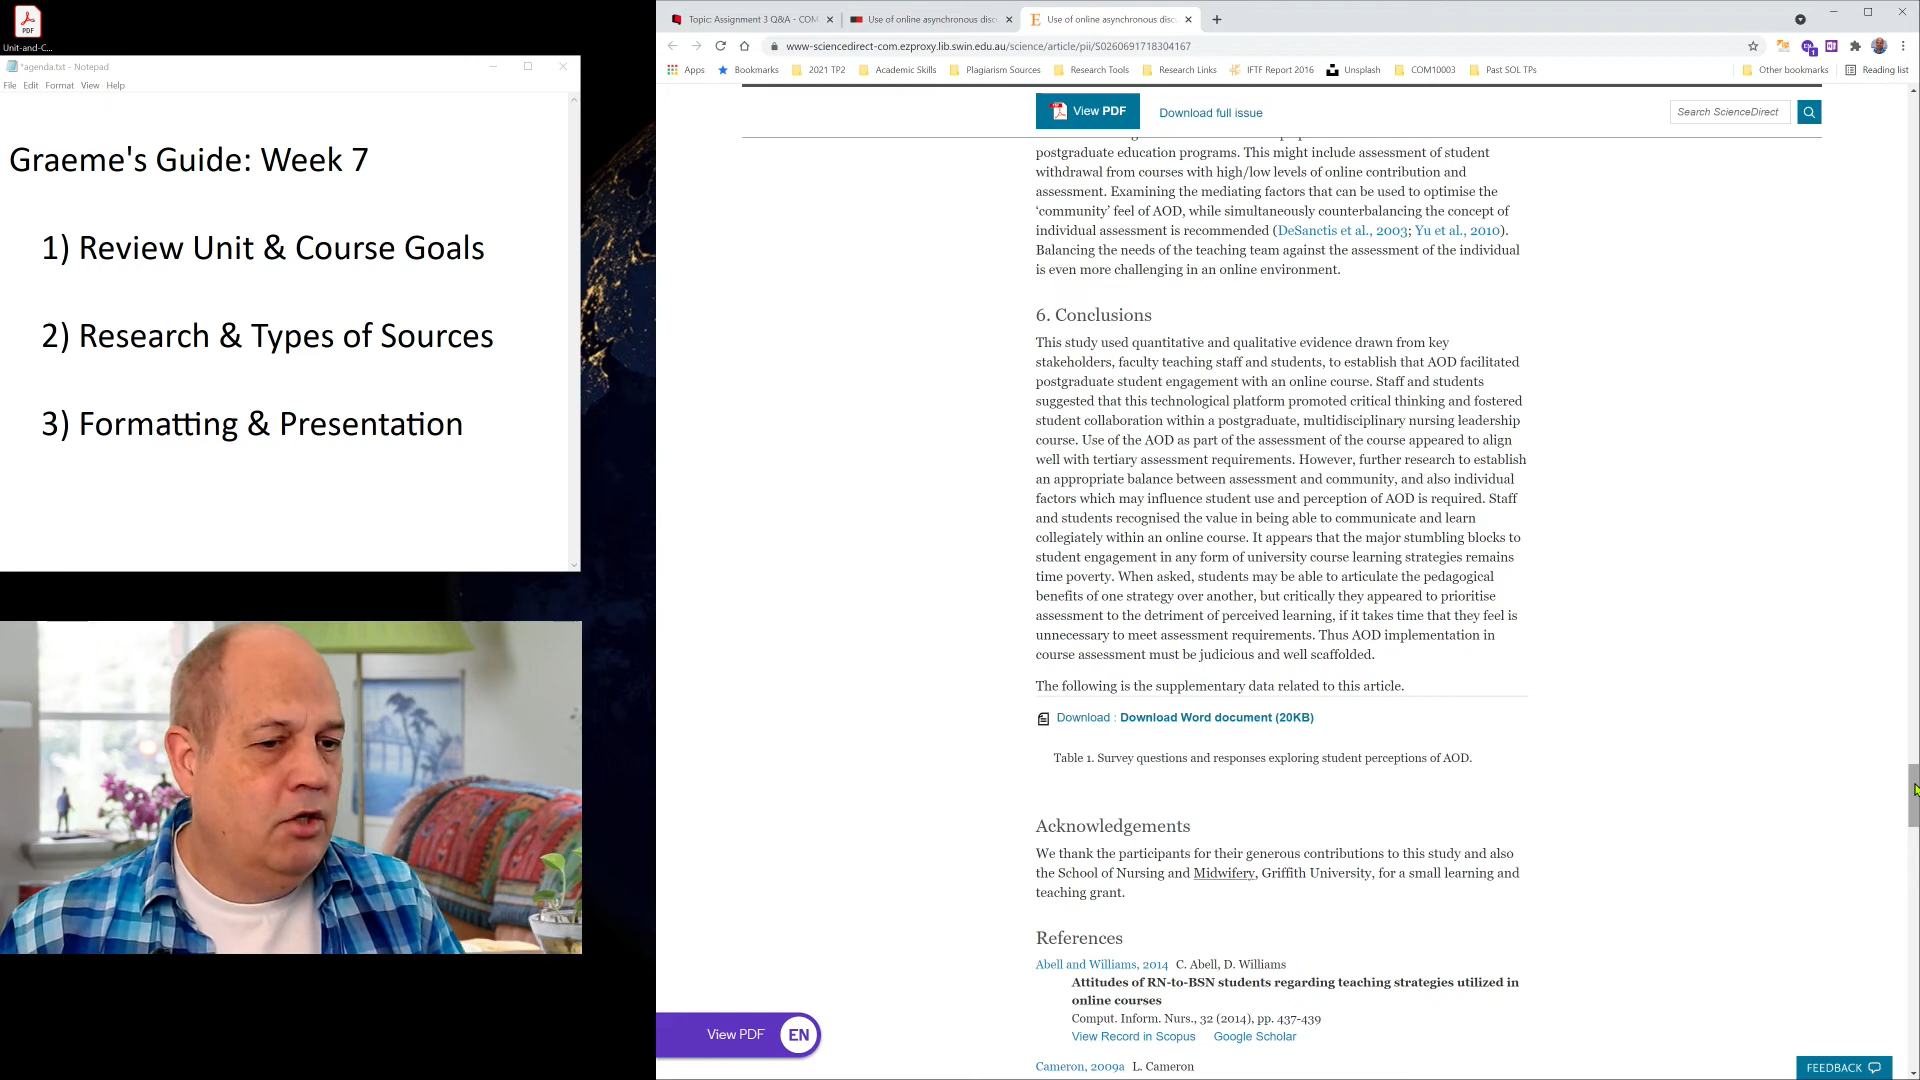 PDF
Unit-and-C...
*agenda.txt - Notepad
File Edit Format View Help
Graeme's Guide: Week 7
1) Review Unit & Course Goals
2) Research & Types of Sources
3) Formatting & Presentation
Topic: Assignment 3 Q&A - COM
Use of online asynchronous disc
Use of online asynchronous disc
www-sciencedirect-com.ezproxy.lib.swin.edu.au/science/article/pii/S0260691718304167
Apps Bookmarks 2021 TP2 Academic Skills Plagiarism Sources Research Tools Research Links IFTF Report 2016 Unsplash COM10003 Past SOL TPs Other bookmarks Reading list
View PDF Download full issue Search ScienceDirect
postgraduate education programs. This might include assessment of student
withdrawal from courses with high/low levels of online contribution and
assessment. Examining the mediating factors that can be used to optimise the
‘community’ feel of AOD, while simultaneously counterbalancing the concept of
individual assessment is recommended (DeSanctis et al., 2003; Yu et al., 2010).
Balancing the needs of the teaching team against the assessment of the individual
is even more challenging in an online environment.
6. Conclusions
This study used quantitative and qualitative evidence drawn from key
stakeholders, faculty teaching staff and students, to establish that AOD facilitated
postgraduate student engagement with an online course. Staff and students
suggested that this technological platform promoted critical thinking and fostered
student collaboration within a postgraduate, multidisciplinary nursing leadership
course. Use of the AOD as part of the assessment of the course appeared to align
well with tertiary assessment requirements. However, further research to establish
an appropriate balance between assessment and community, and also individual
factors which may influence student use and perception of AOD is required. Staff
and students recognised the value in being able to communicate and learn
collegiately within an online course. It appears that the major stumbling blocks to
student engagement in any form of university course learning strategies remains
time poverty. When asked, students may be able to articulate the pedagogical
benefits of one strategy over another, but critically they appeared to prioritise
assessment to the detriment of perceived learning, if it takes time that they feel is
unnecessary to meet assessment requirements. Thus AOD implementation in
course assessment must be judicious and well scaffolded.
The following is the supplementary data related to this article.
Download : Download Word document (20KB)
Table 1. Survey questions and responses exploring student perceptions of AOD.
Acknowledgements
We thank the participants for their generous contributions to this study and also
the School of Nursing and Midwifery, Griffith University, for a small learning and
teaching grant.
References
Abell and Williams, 2014 C. Abell, D. Williams
Attitudes of RN-to-BSN students regarding teaching strategies utilized in
online courses
Comput. Inform. Nurs., 32 (2014), pp. 437-439
View Record in Scopus Google Scholar
View PDF EN
Cameron, 2009a L. Cameron
FEEDBACK